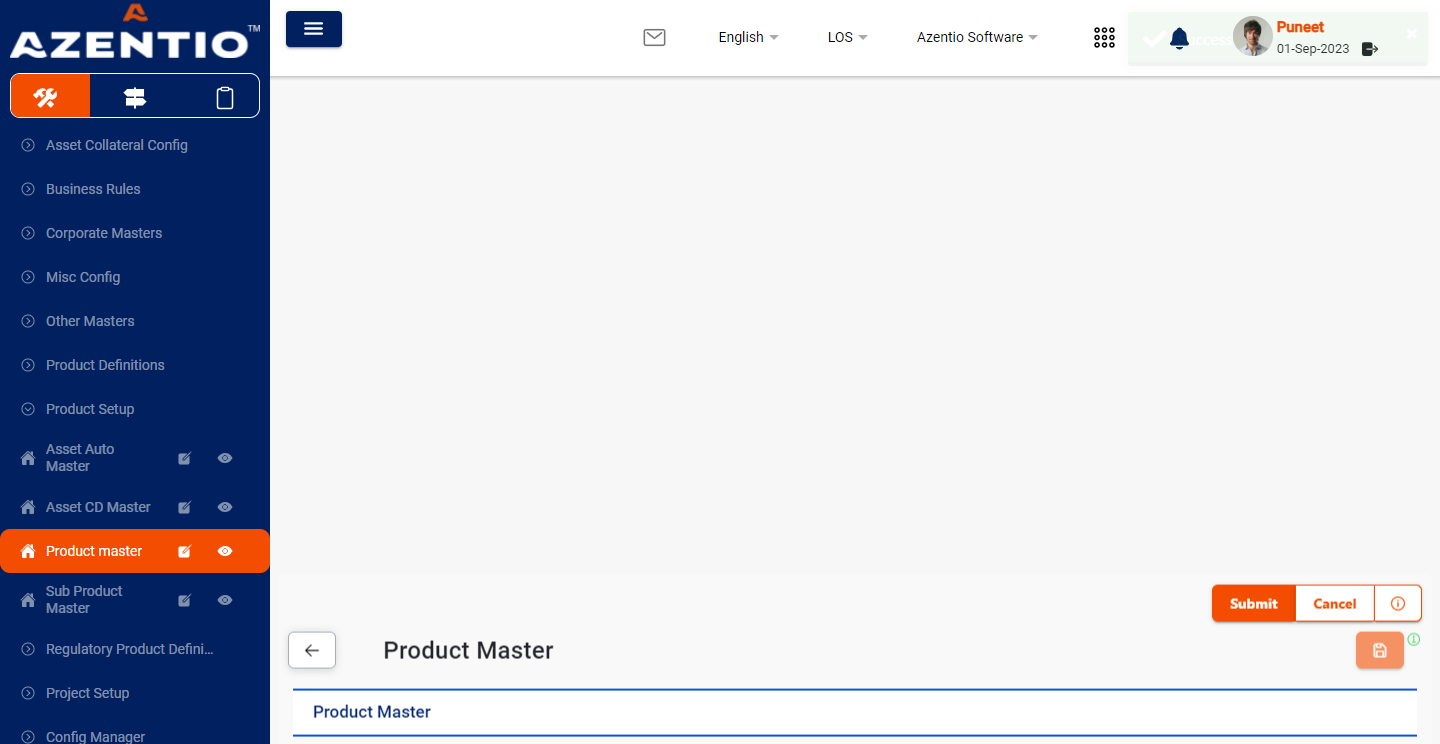 AZENTIO™
English
LOS
Azentio Software
Puneet
01-Sep-2023
Asset Collateral Config
Business Rules
Corporate Masters
Misc Config
Other Masters
Product Definitions
Product Setup
Asset Auto
Master
Asset CD Master
Product master
Sub Product
Master
Regulatory Product Defini...
Project Setup
Config Manager
Submit
Cancel
Product Master
Product Master